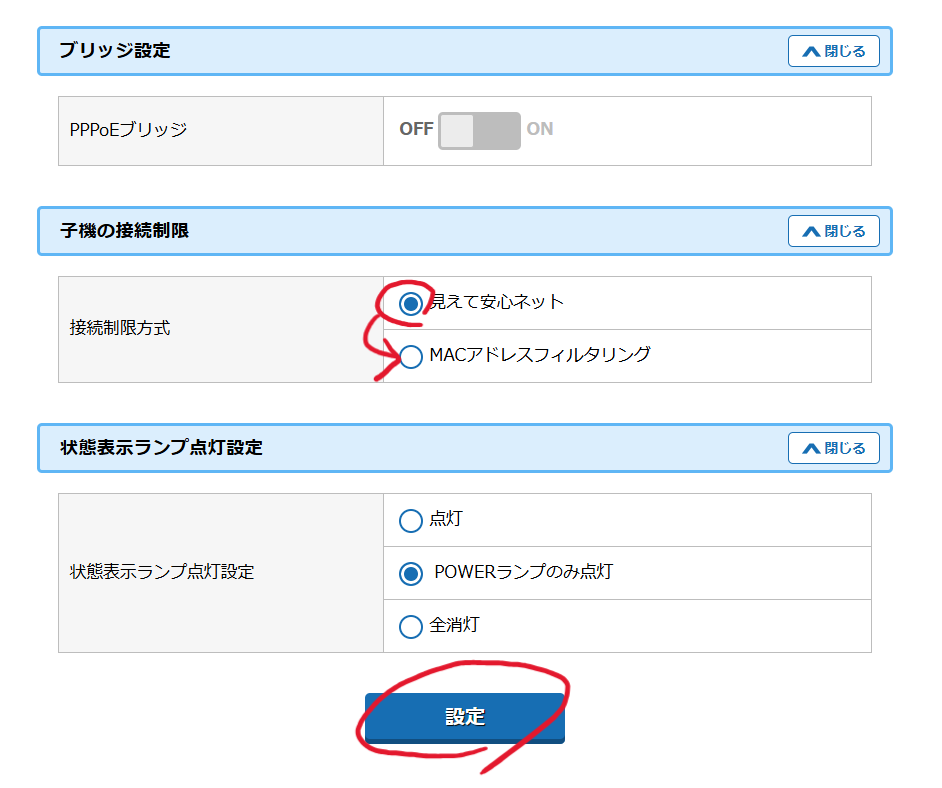 ブリッジ設定
閉じる
PPPoEブリッジ
OFF ON
子機の接続制限
閉じる
接続制限方式
見えて安心ネット
MACアドレスフィルタリング
状態表示ランプ点灯設定
閉じる
状態表示ランプ点灯設定
点灯
POWERランプのみ点灯
全消灯
設定